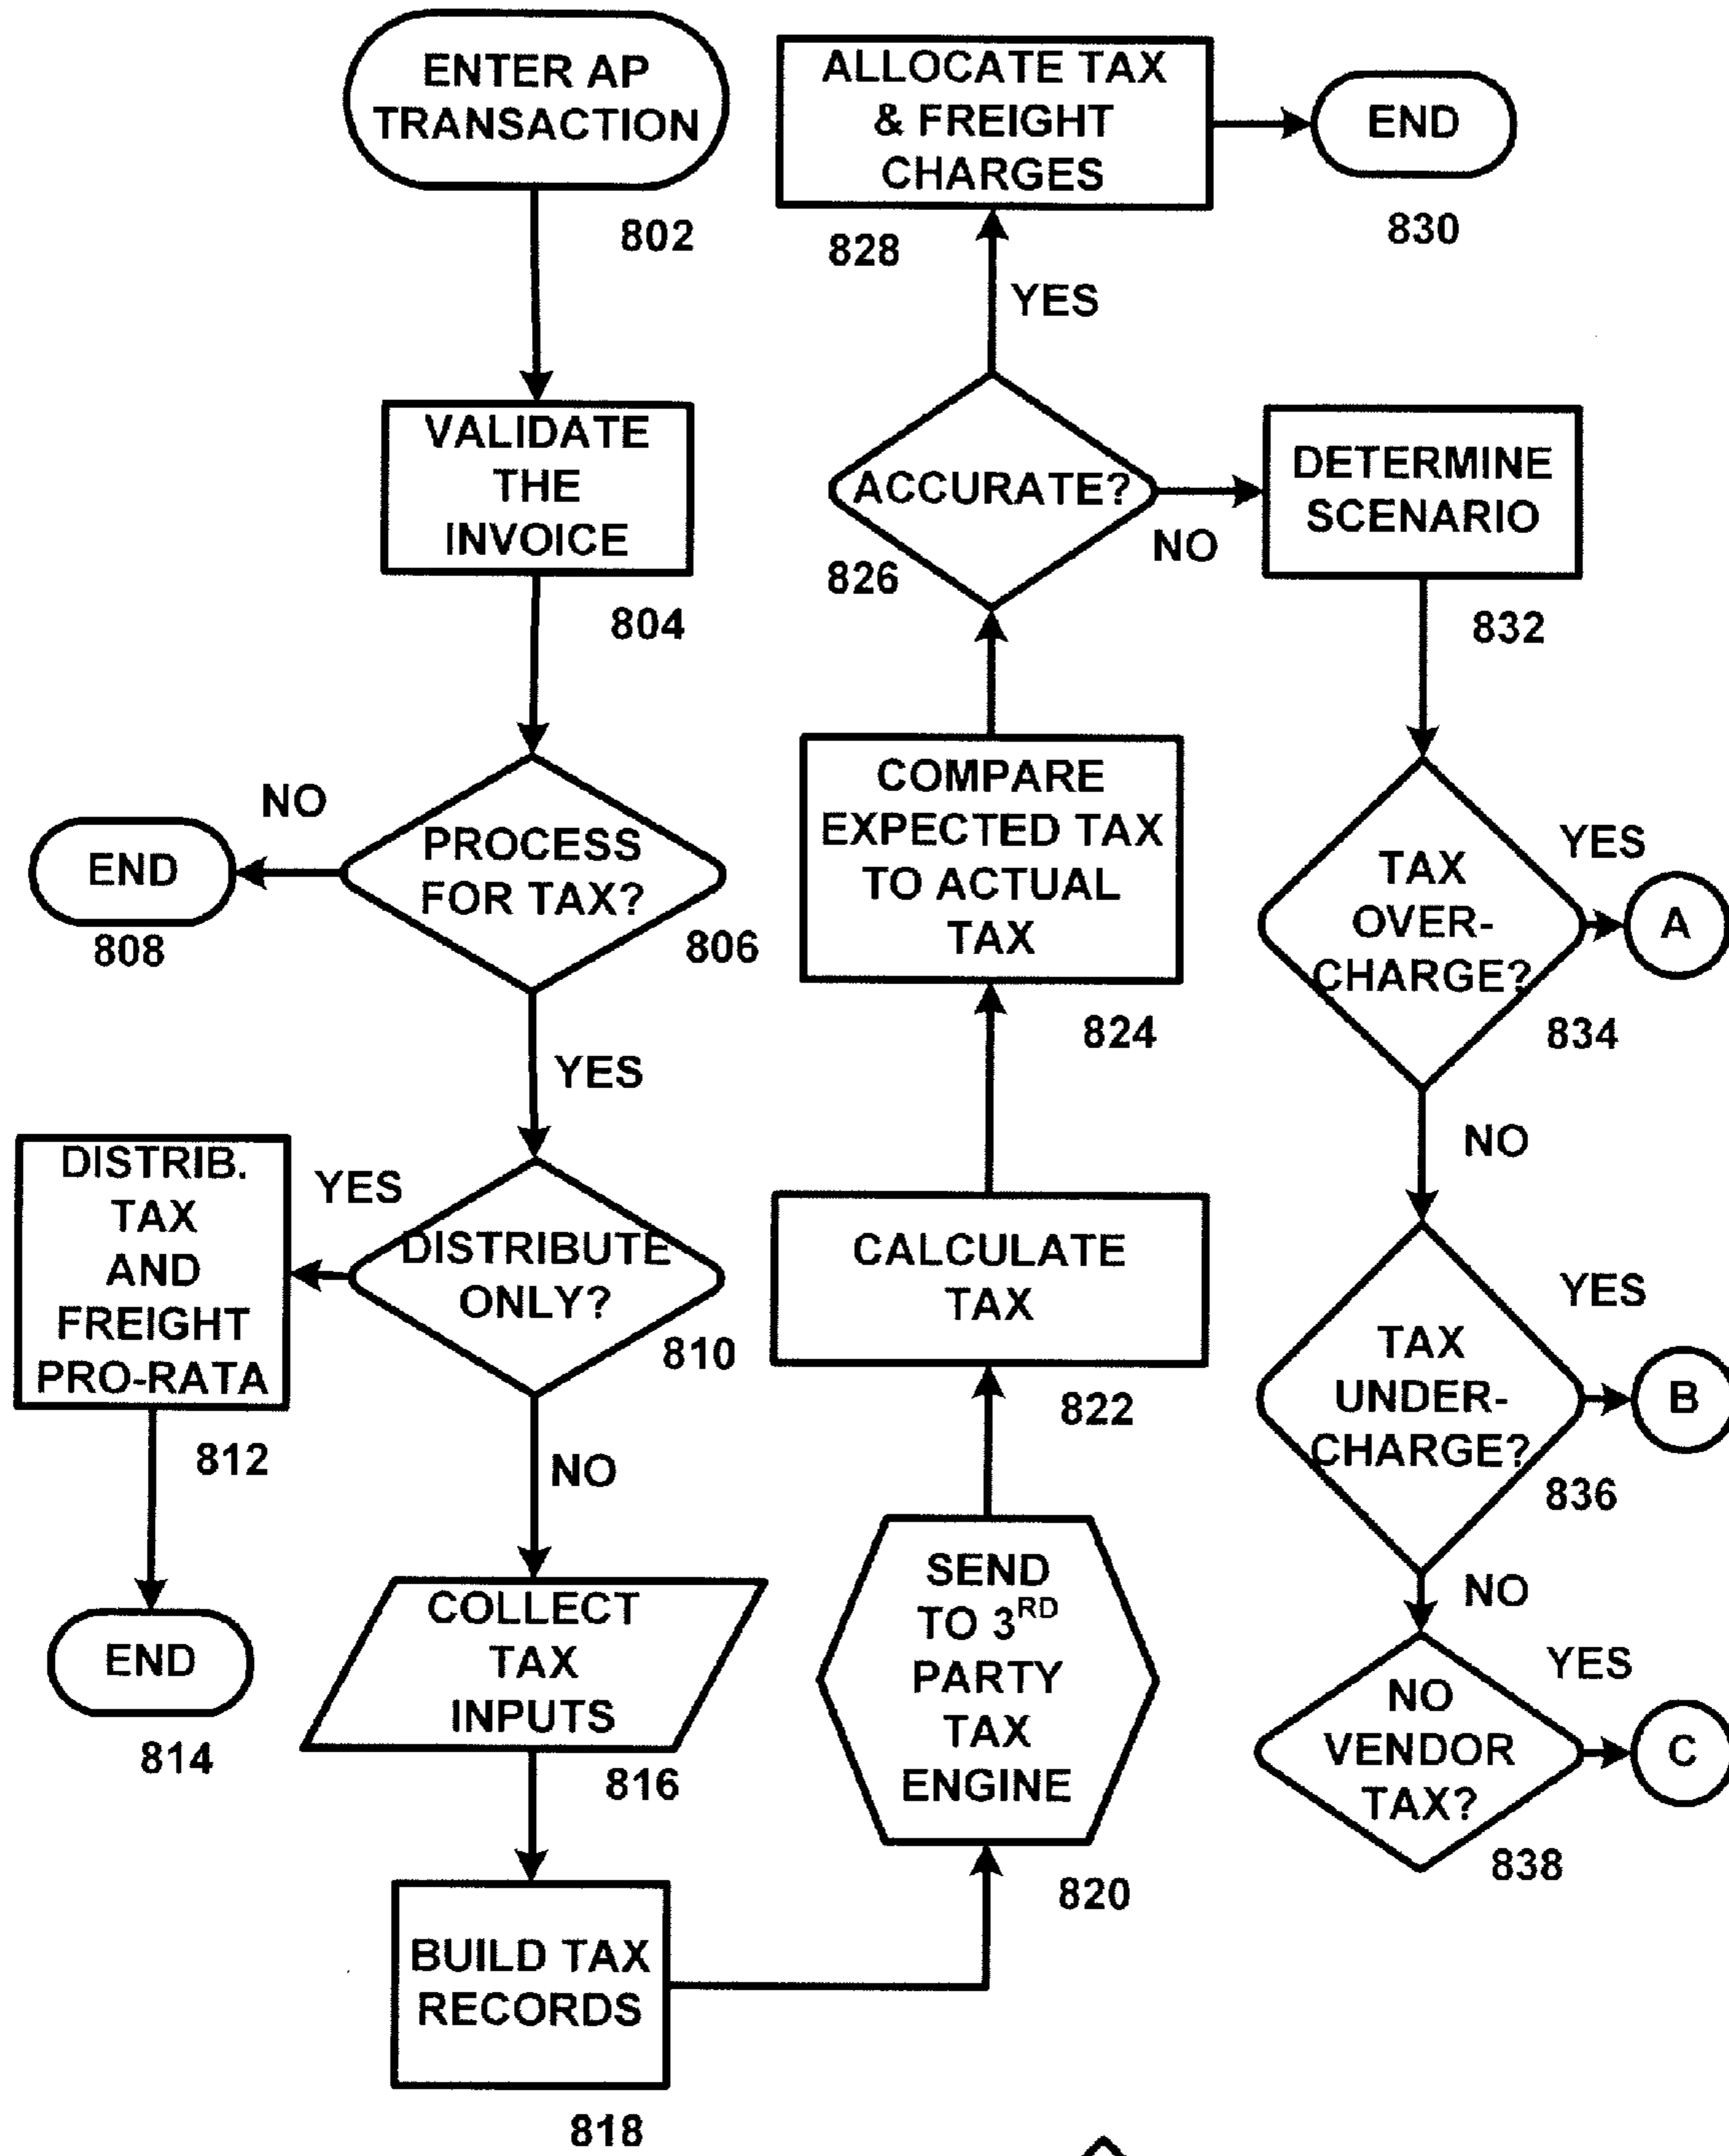 ENTER AP
TRANSACTION
802
VALIDATE
THE
INVOICE
804
PROCESS
FOR TAX?
806
NO
END
808
YES
DISTRIBUTE
ONLY?
810
YES
DISTRIB.
TAX
AND
FREIGHT
PRO-RATA
812
END
814
NO
COLLECT
TAX
INPUTS
816
BUILD TAX
RECORDS
818
SEND
TO 3RD
PARTY
TAX
ENGINE
820
CALCULATE
TAX
822
COMPARE
EXPECTED TAX
TO ACTUAL
TAX
824
ACCURATE?
826
YES
ALLOCATE TAX
& FREIGHT
CHARGES
828
END
830
NO
DETERMINE
SCENARIO
832
TAX
OVER-
CHARGE?
834
YES
A
NO
TAX
UNDER-
CHARGE?
836
YES
B
NO
NO
VENDOR
TAX?
838
YES
C